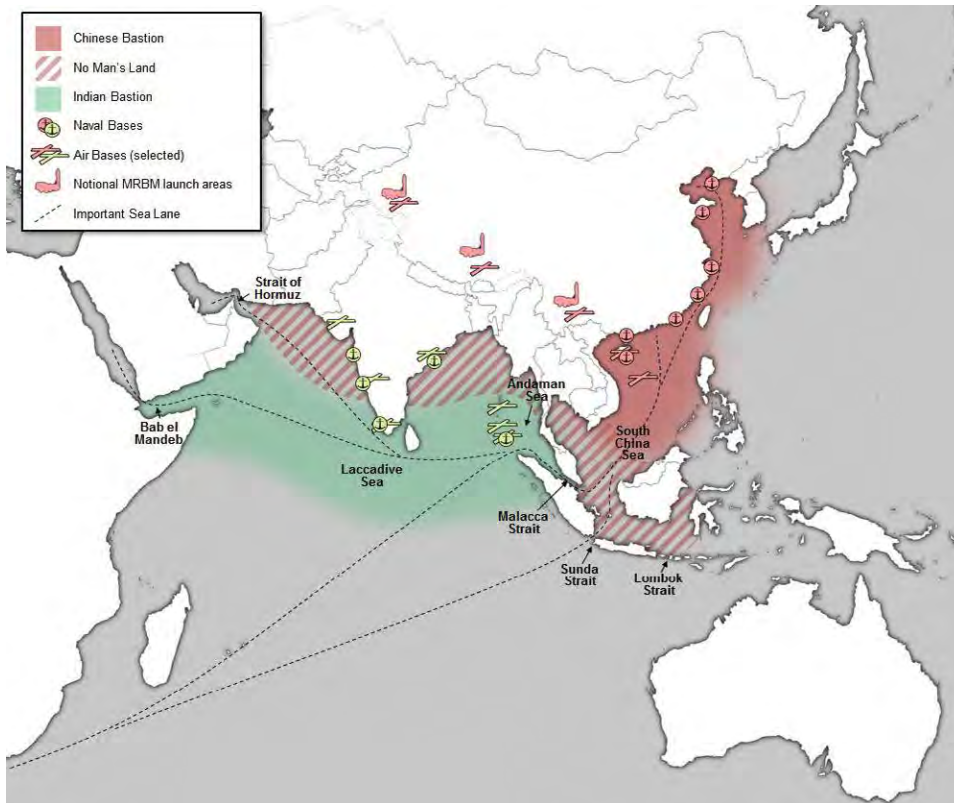 Chinese Bastion
No Man's Land
Indian Bastion
Naval Bases
Air Bases (selected)
Notional MRBM launch areas
Important Sea Lane
Strait of
Hormuz
Andaman
Sea
Bab el
Mandeb
South
China
Sea
Laccadive
Sea
Malacca
Strait
Sunda
Strait
Lombok
Strait